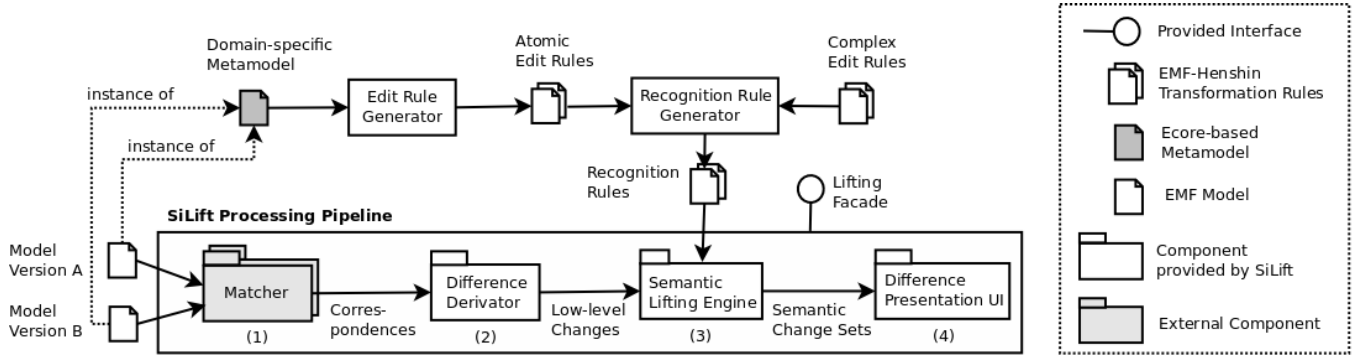 Domain-specific
Metamodel
Atomic
Edit Rules
Complex
Edit Rules
instance of
Edit Rule
Generator
Recognition Rule
Generator
instance of
Recognition
Rules
Lifting
Facade
SiLift Processing Pipeline
Model
Version A
Model
Version B
Matcher
(1)
Corres-
pondences
Difference
Derivator
(2)
Low-level
Changes
Semantic
Lifting Engine
(3)
Semantic
Change Sets
Difference
Presentation UI
(4)
Provided Interface
EMF-Henshin
Transformation Rules
Ecore-based
Metamodel
EMF Model
Component
provided by SiLift
External Component